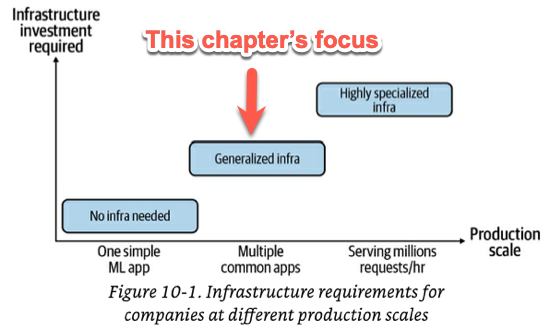 Infrastructure
investment
required
This chapter's focus
Highly specialized
infra
Generalized infra
No infra needed
Production
scale
One simple
ML app
Multiple
common apps
Serving millions
requests/hr
Figure 10-1. Infrastructure requirements for
companies at different production scales